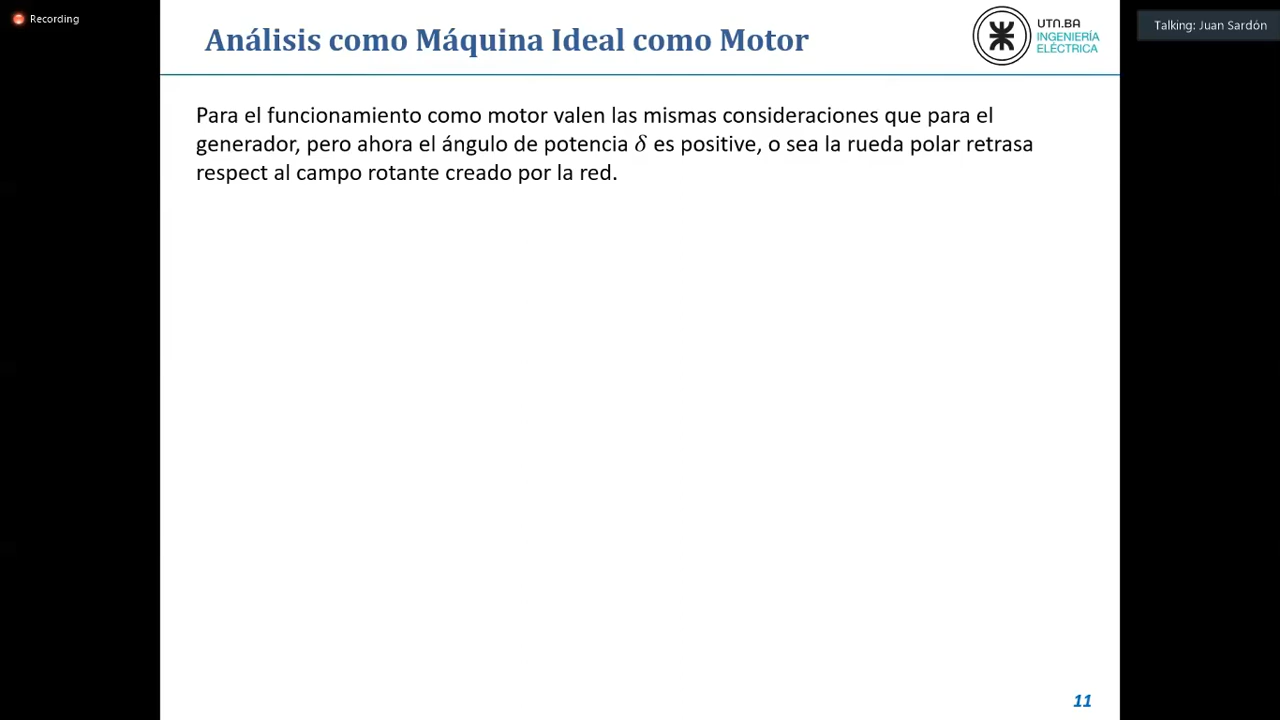 Recording
Análisis como Máquina Ideal como Motor
UTN.BA
INGENIERÍA
ELÉCTRICA
Talking: Juan Sardón
Para el funcionamiento como motor valen las mismas consideraciones que para el
generador, pero ahora el ángulo de potencia δ es positive, o sea la rueda polar retrasa
respect al campo rotante creado por la red.
11